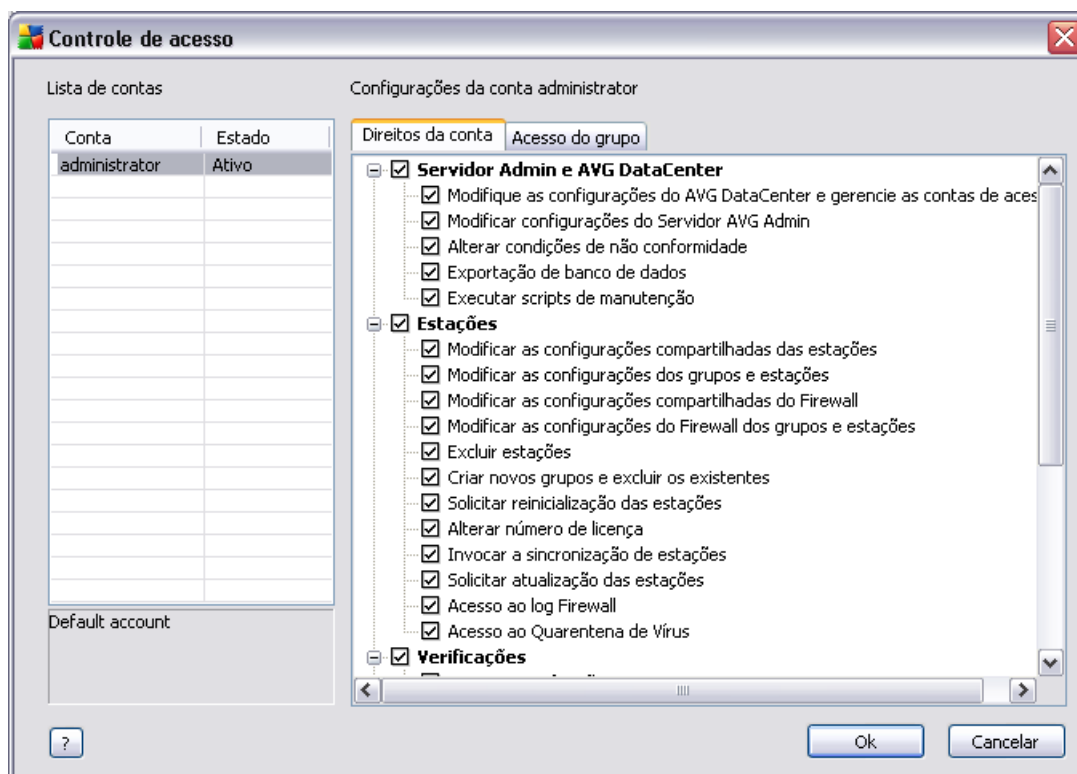 Controle de acesso
Lista de contas
Configurações da conta administrator
Conta Estado
administrator Ativo
Default account
Direitos da conta Acesso do grupo
Servidor Admin e AVG DataCenter
Modifique as configurações do AVG DataCenter e gerencie as contas de aces
Modificar configurações do Servidor AVG Admin
Alterar condições de não conformidade
Exportação de banco de dados
Executar scripts de manutenção
Estações
Modificar as configurações compartilhadas das estações
Modificar as configurações dos grupos e estações
Modificar as configurações compartilhadas do Firewall
Modificar as configurações do Firewall dos grupos e estações
Excluir estações
Criar novos grupos e excluir os existentes
Solicitar reinicialização das estações
Alterar número de licença
Invocar a sincronização de estações
Solicitar atualização das estações
Acesso ao log Firewall
Acesso ao Quarentena de Vírus
Verificações
?
Ok
Cancelar